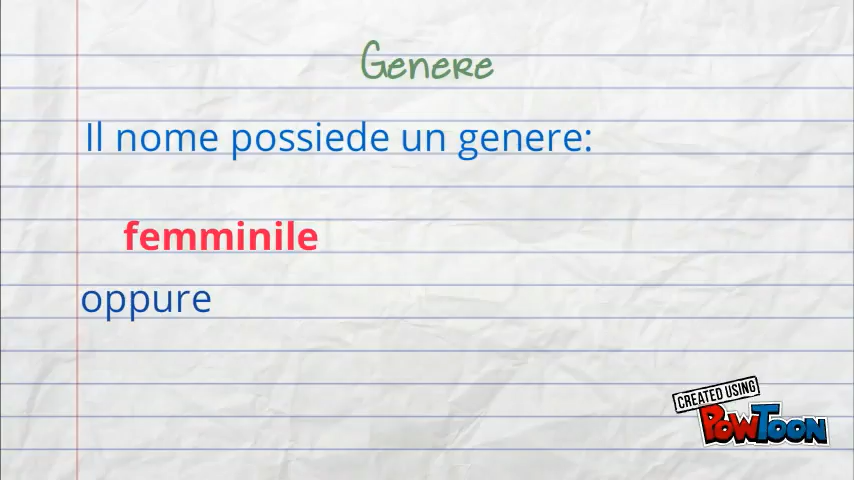 Genere
Il nome possiede un genere:
femminile
oppure
CREATED USING
POWTOON